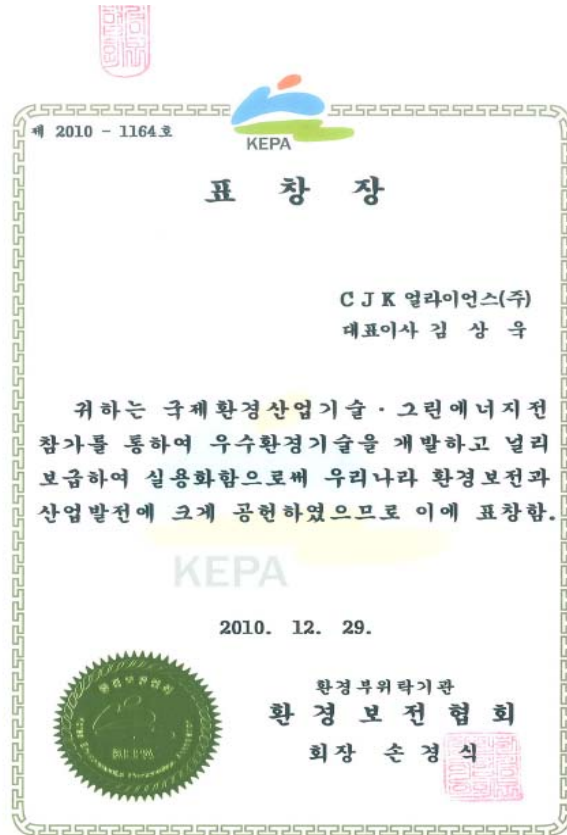 제 2010 - 1164호
KEPA
표 창 장
C J K 얼라이언스(주)
대표이사 김 상 욱
귀하는 국제환경산업기술 · 그린에너지전
참가를 통하여 우수환경기술을 개발하고 널리
보급하여 실용화함으로써 우리나라 환경보전과
산업발전에 크게 공헌하였으므로 이에 표창함.
KEPA
2010. 12. 29.
환경부위탁기관
환 경 보 전 협 회
회장 손 경 식